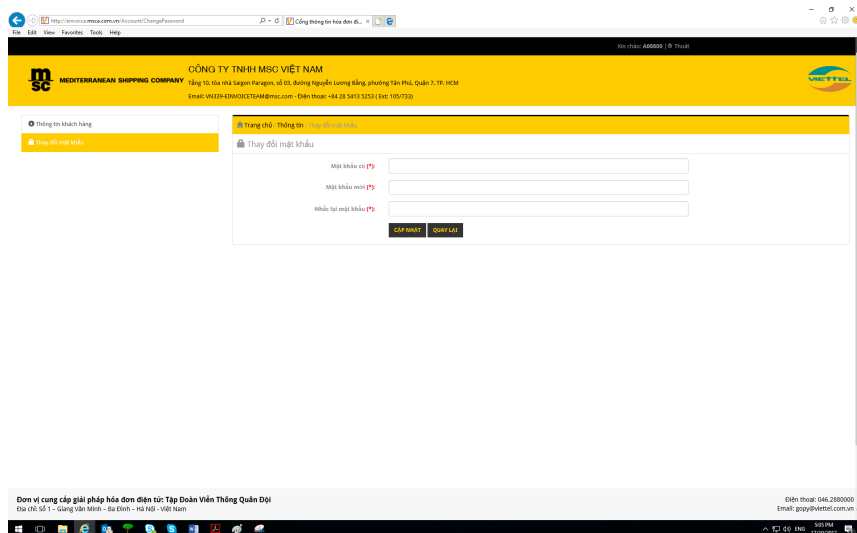 http://einvoice.msca.com.vn/Account/ChangePassword
Cổng thông tin hóa đơn đi...
File Edit View Favorites Tools Help
Xin chào: A00808 | Thoát
msc
MEDITERRANEAN SHIPPING COMPANY
CÔNG TY TNHH MSC VIỆT NAM
Tầng 10, tòa nhà Saigon Paragon, số 03, đường Nguyễn Lương Bằng, phường Tân Phú, Quận 7, TP. HCM
Email: VN339-EINVOICETEAM@msc.com - Điện thoại: +84 28 5413 5253 ( Ext: 105/733)
VIETTEL
Thông tin khách hàng
Thay đổi mật khẩu
Trang chủ / Thông tin / Thay đổi mật khẩu
Thay đổi mật khẩu
Mật khẩu cũ (*):
Mật khẩu mới (*):
Nhắc lại mật khẩu (*):
CẬP NHẬT QUAY LẠI
Đơn vị cung cấp giải pháp hóa đơn điện tử: Tập Đoàn Viễn Thông Quân Đội
Địa chỉ: Số 1 – Giang Văn Minh – Ba Đình – Hà Nội - Việt Nam
Điện thoại: 046.2880000
Email: gopy@viettel.com.vn
ENG
5:05 PM